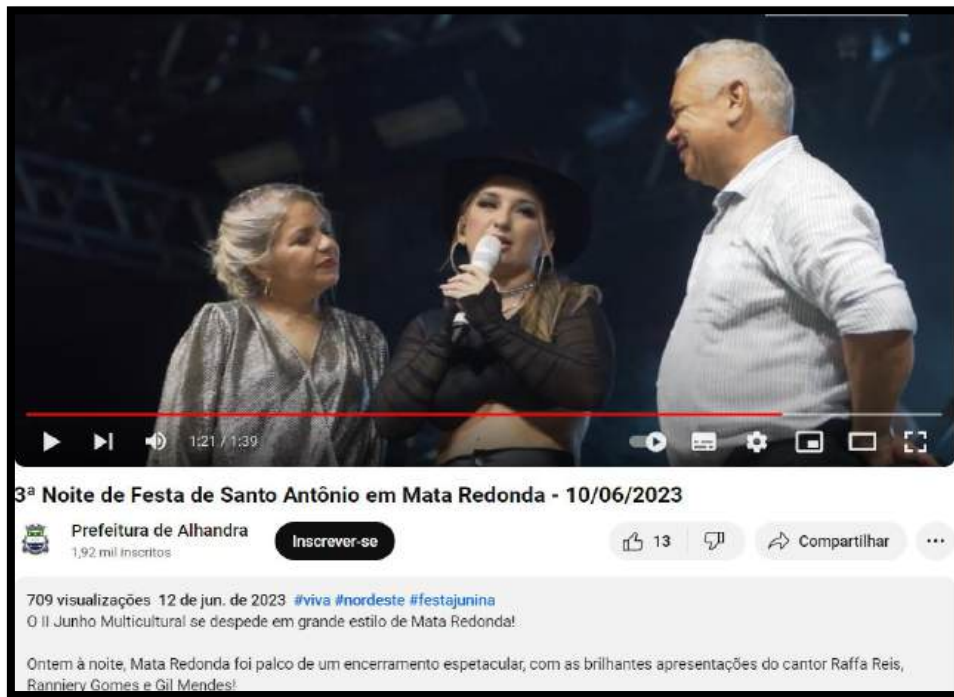 1:21 / 1:39
3ª Noite de Festa de Santo Antônio em Mata Redonda - 10/06/2023
Prefeitura de Alhandra
1,92 mil inscritos
Inscrever-se
13
Compartilhar
709 visualizações 12 de jun. de 2023 #viva #nordeste #festajunina
O II Junho Multicultural se despede em grande estilo de Mata Redonda!
Ontem à noite, Mata Redonda foi palco de um encerramento espetacular, com as brilhantes apresentações do cantor Raffa Reis,
Ranniery Gomes e Gil Mendes!